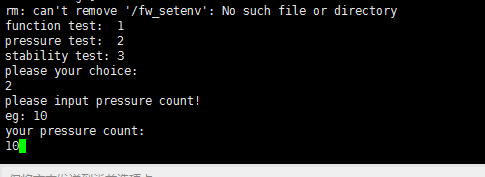 rm: can't remove '/fw_setenv': No such file or directory
function test:  1
pressure test:  2
stability test: 3
please your choice:
2
please input pressure count!
eg: 10
your pressure count:
10